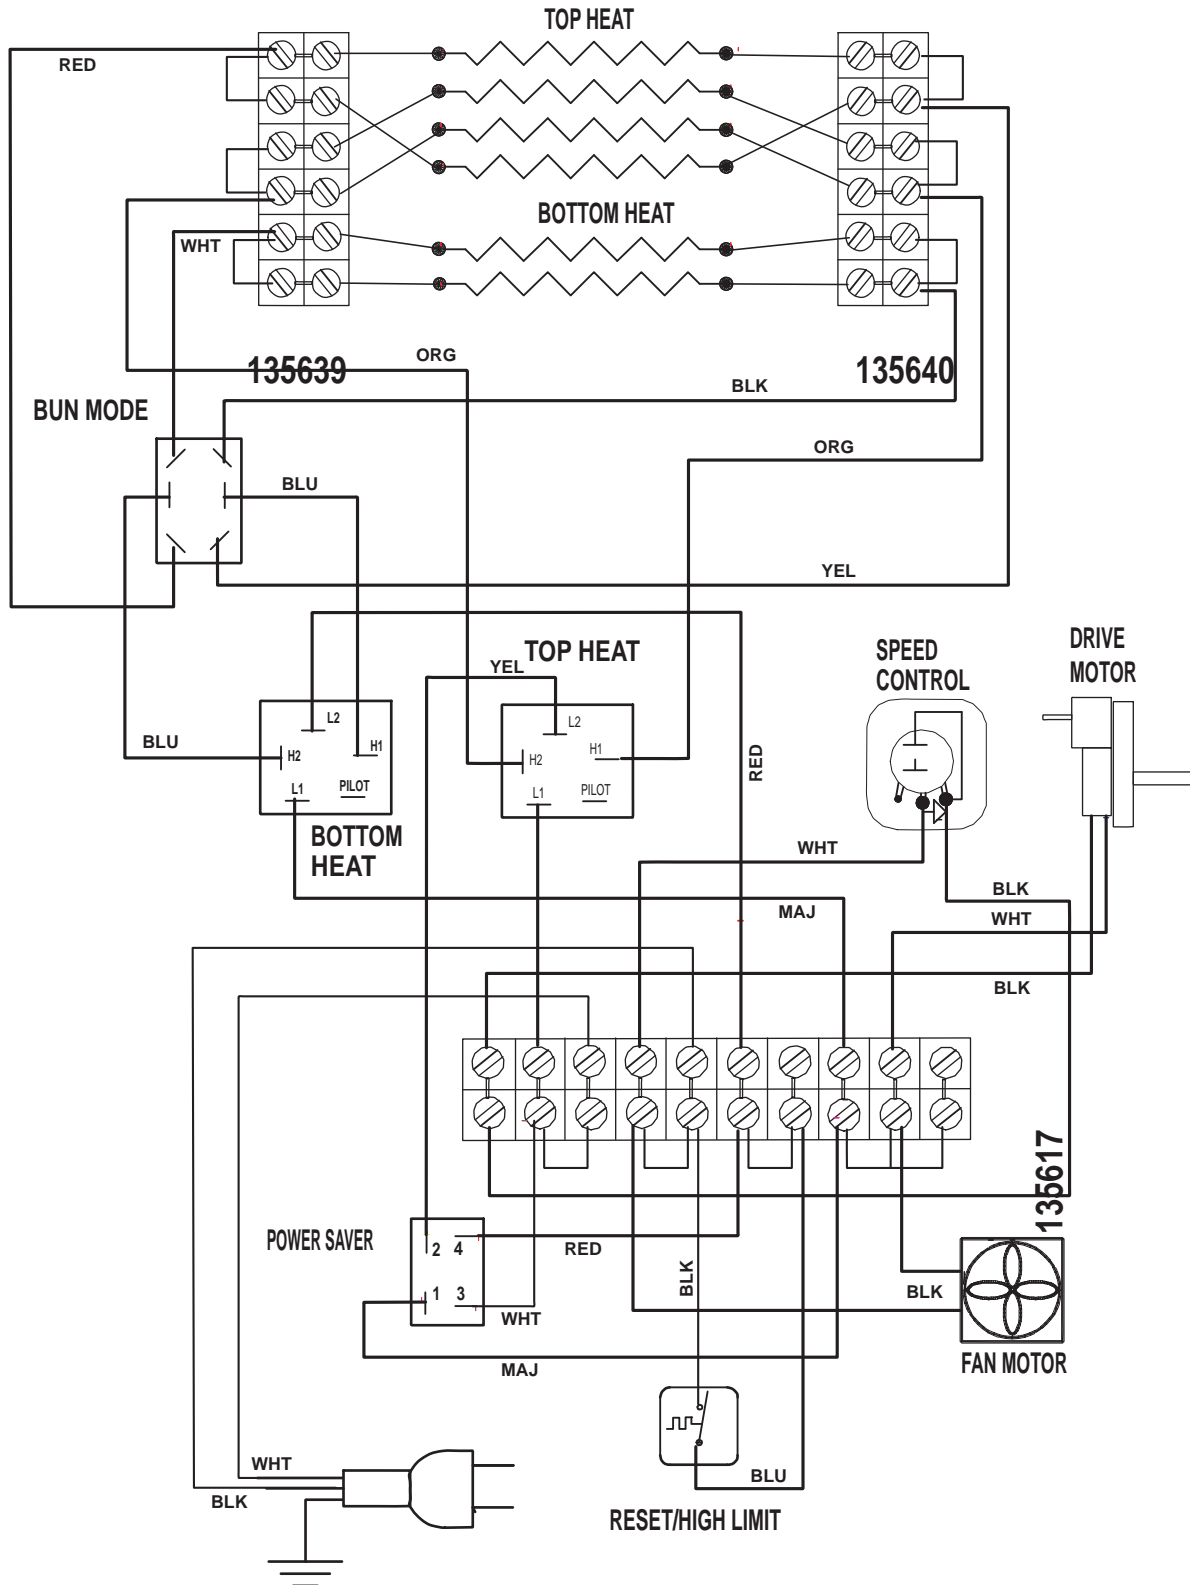 TOP HEAT
RED
BOTTOM HEAT
WHT
135639
ORG
135640
BLK
BUN MODE
ORG
BLU
YEL
TOP HEAT
YEL
SPEED
CONTROL
DRIVE
MOTOR
L2
H2
H1
L1
PILOT
BLU
L2
H2
H1
L1
PILOT
RED
BOTTOM
HEAT
WHT
MAJ
BLK
WHT
BLK
135617
POWER SAVER
2 4
1 3
RED
WHT
BLK
BLK
MAJ
FAN MOTOR
WHT
BLK
BLU
RESET/HIGH LIMIT